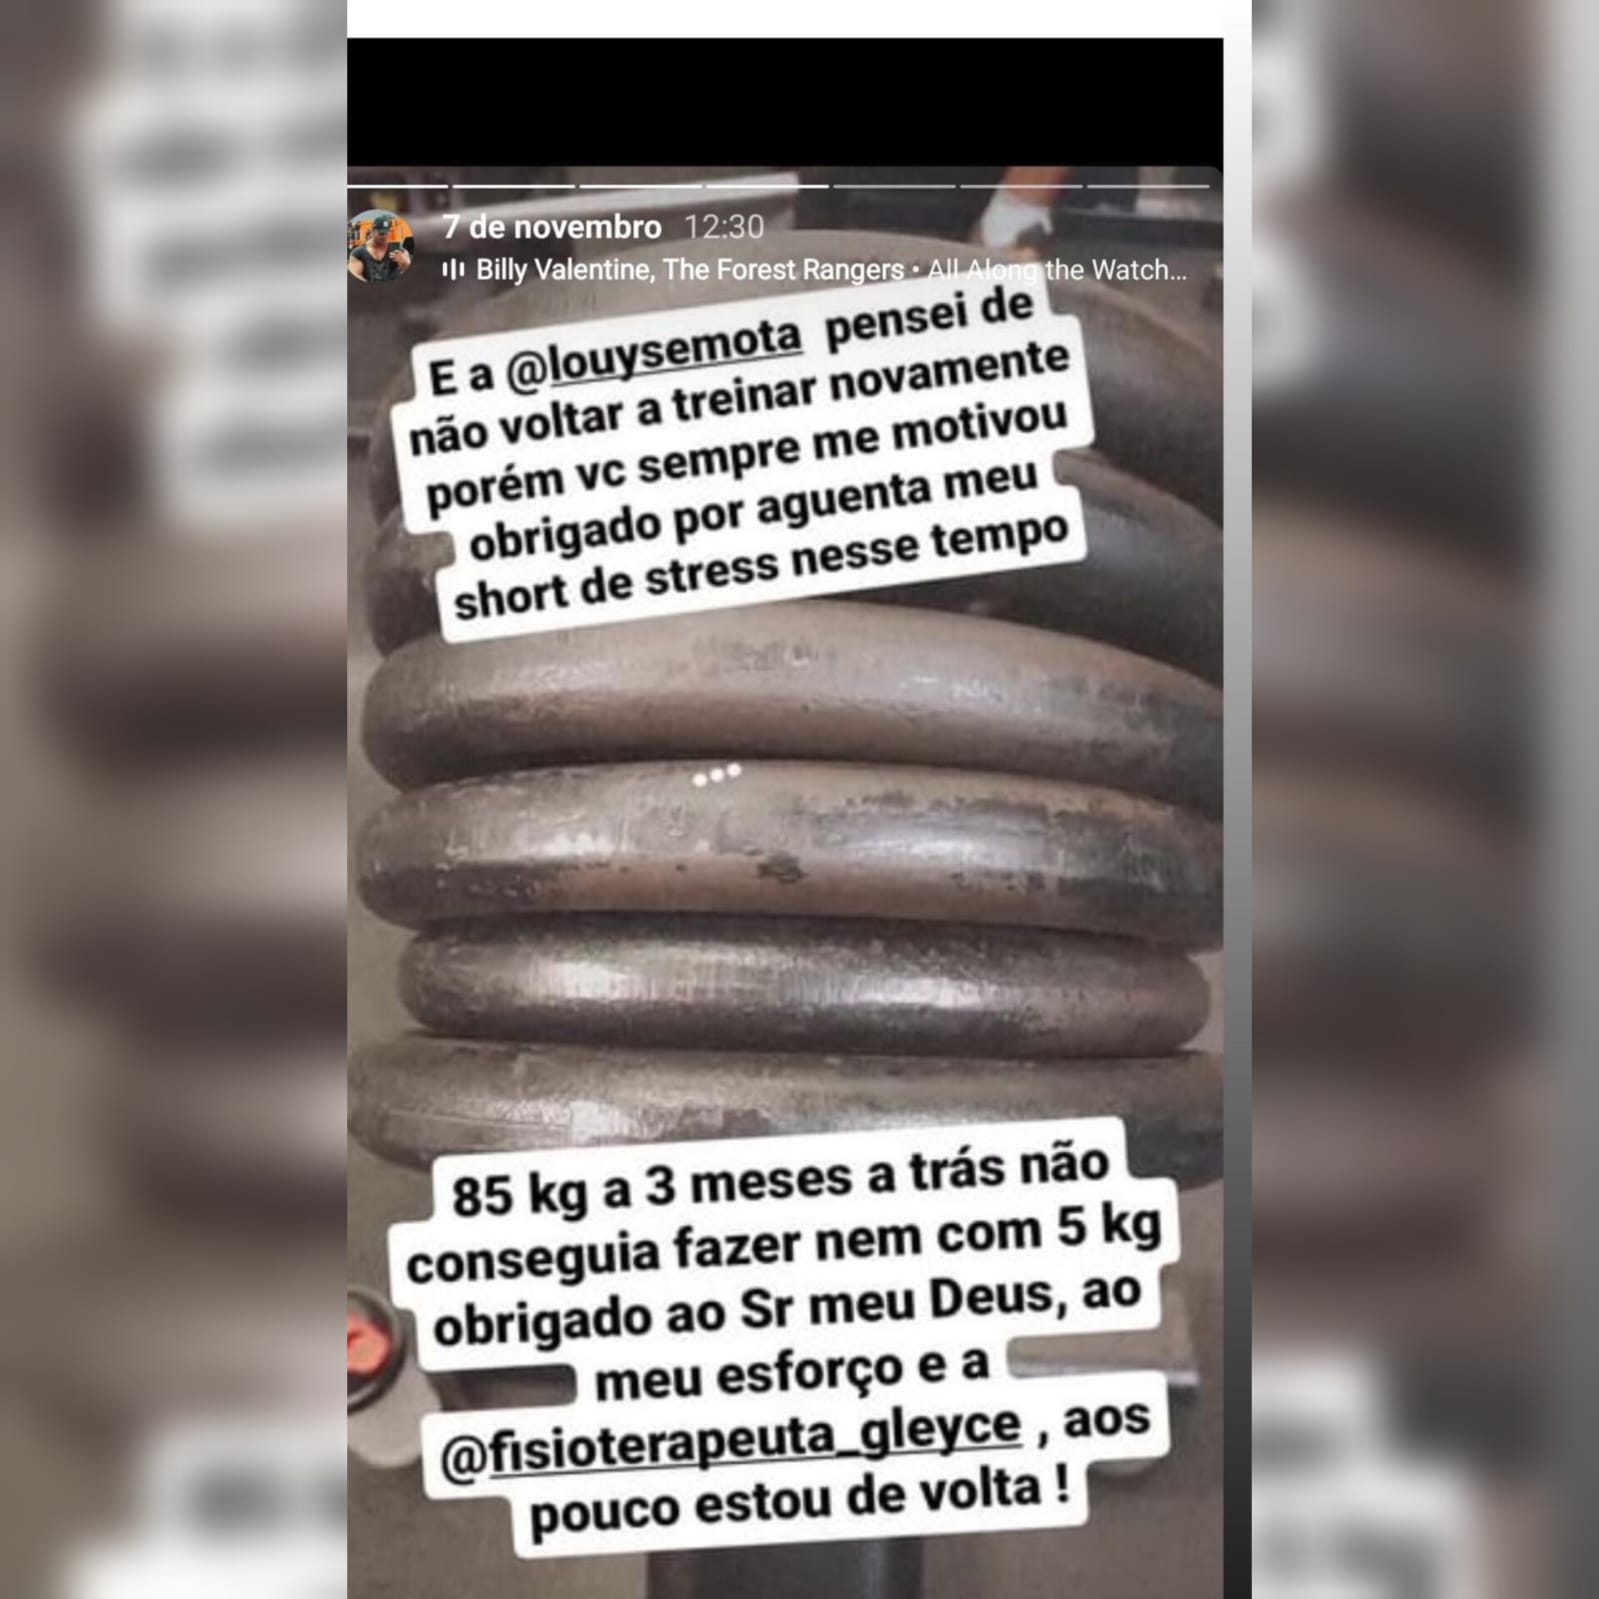 7 de novembro 12:30
Billy Valentine, The Forest Rangers • All Along the Watch...
E a @louysemota pensei de
não voltar a treinar novamente
porém vc sempre me motivou
obrigado por aguenta meu
short de stress nesse tempo
85 kg a 3 meses a trás não
conseguia fazer nem com 5 kg
obrigado ao Sr meu Deus, ao
meu esforço e a
@fisioterapeuta_gleyce , aos
pouco estou de volta !